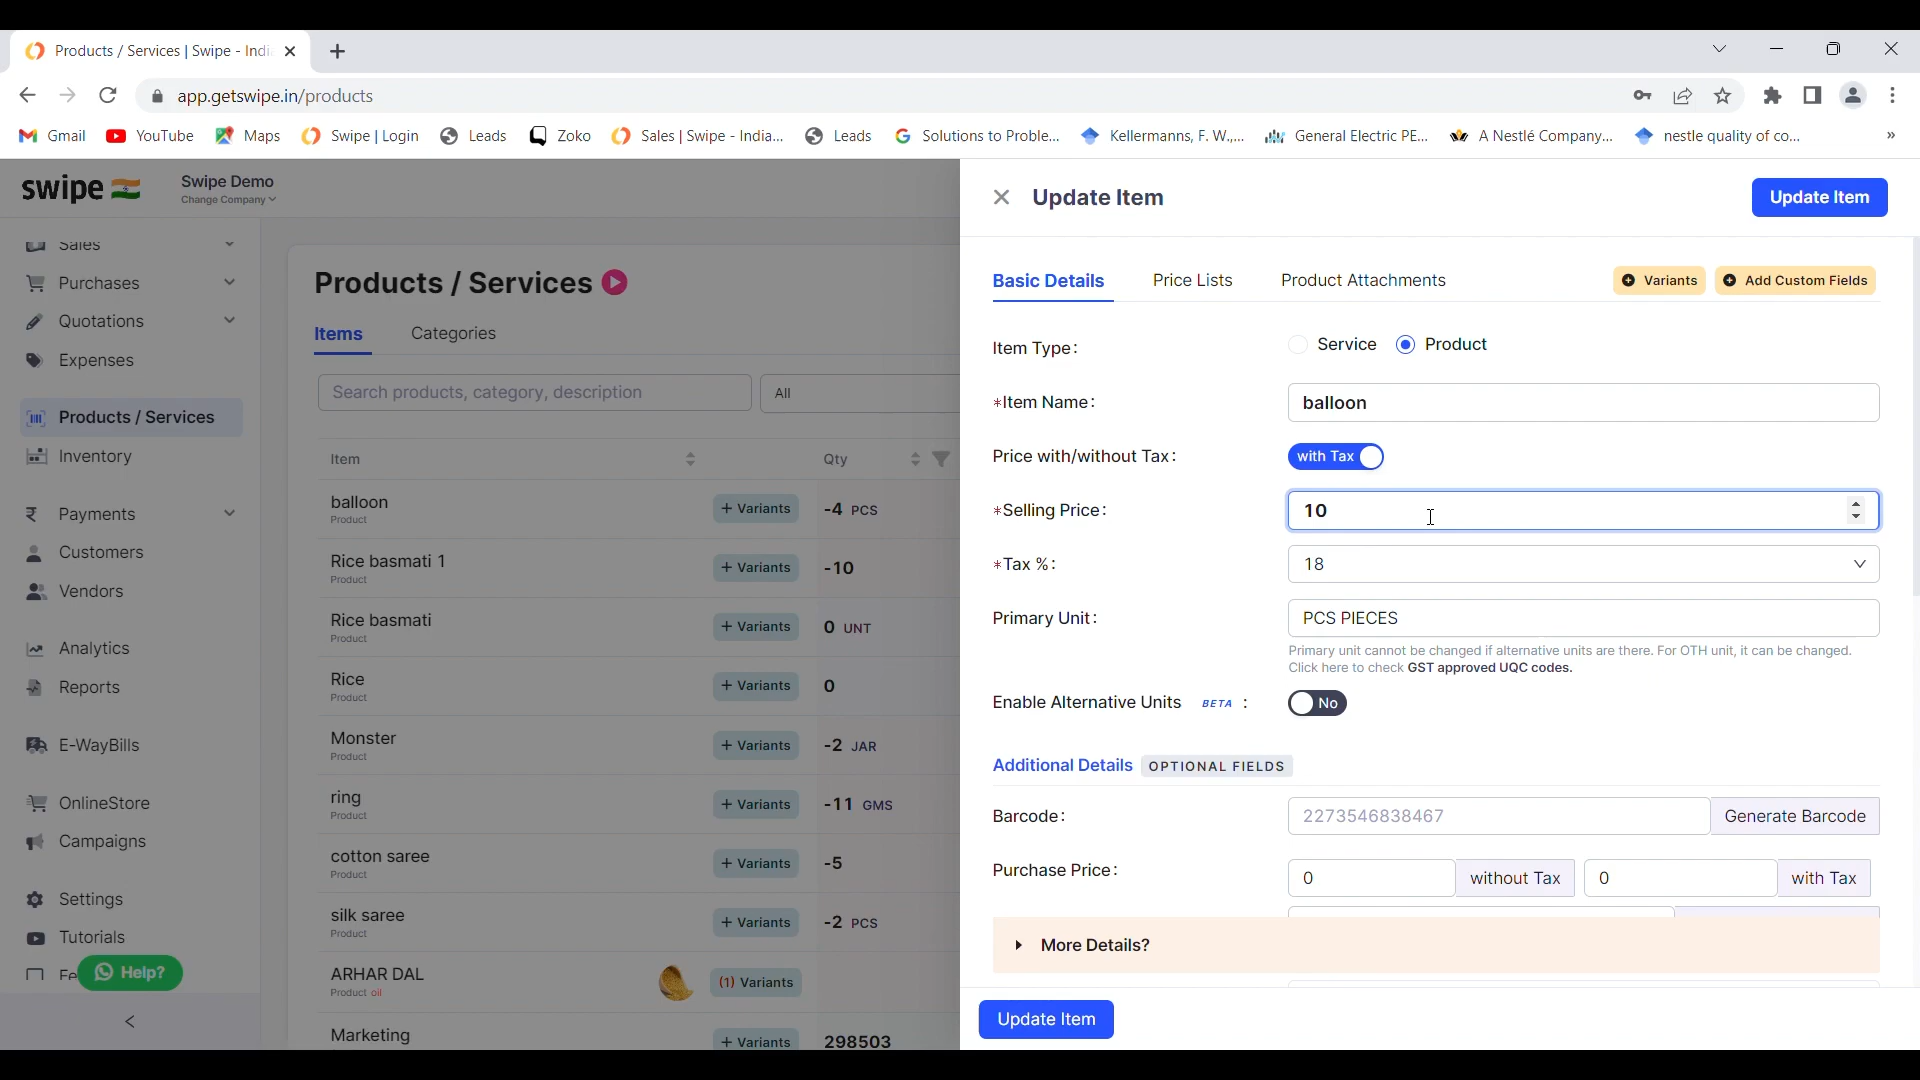 Products / Services | Swipe - Indi
app.getswipe.in/products
Gmail YouTube Maps Swipe | Login Leads Zoko Sales | Swipe - India... Leads Solutions to Proble... Kellermanns, F. W.,... General Electric PE... A Nestlé Company... nestle quality of co... »
swipe
Swipe Demo
Change Company
Sales
Purchases
Quotations
Expenses
Products / Services
Inventory
Payments
Customers
Vendors
Analytics
Reports
E-WayBills
OnlineStore
Campaigns
Settings
Tutorials
Fe
Help?
Products / Services
Items Categories
Search products, category, description All
Item Qty
balloon
Product
+ Variants -4 PCS
Rice basmati 1
Product
+ Variants -10
Rice basmati
Product
+ Variants 0 UNT
Rice
Product
+ Variants 0
Monster
Product
+ Variants -2 JAR
ring
Product
+ Variants -11 GMS
cotton saree
Product
+ Variants -5
silk saree
Product
+ Variants -2 PCS
ARHAR DAL
Product oil
(1) Variants
Marketing + Variants 298503
Update Item Update Item
Basic Details Price Lists Product Attachments Variants Add Custom Fields
Item Type: Service Product
*Item Name: balloon
Price with/without Tax: with Tax
*Selling Price: 10
*Tax %: 18
Primary Unit: PCS PIECES
Primary unit cannot be changed if alternative units are there. For OTH unit, it can be changed.
Click here to check GST approved UQC codes.
Enable Alternative Units BETA : No
Additional Details OPTIONAL FIELDS
Barcode: 2273546838467 Generate Barcode
Purchase Price: 0 without Tax 0 with Tax
More Details?
Update Item